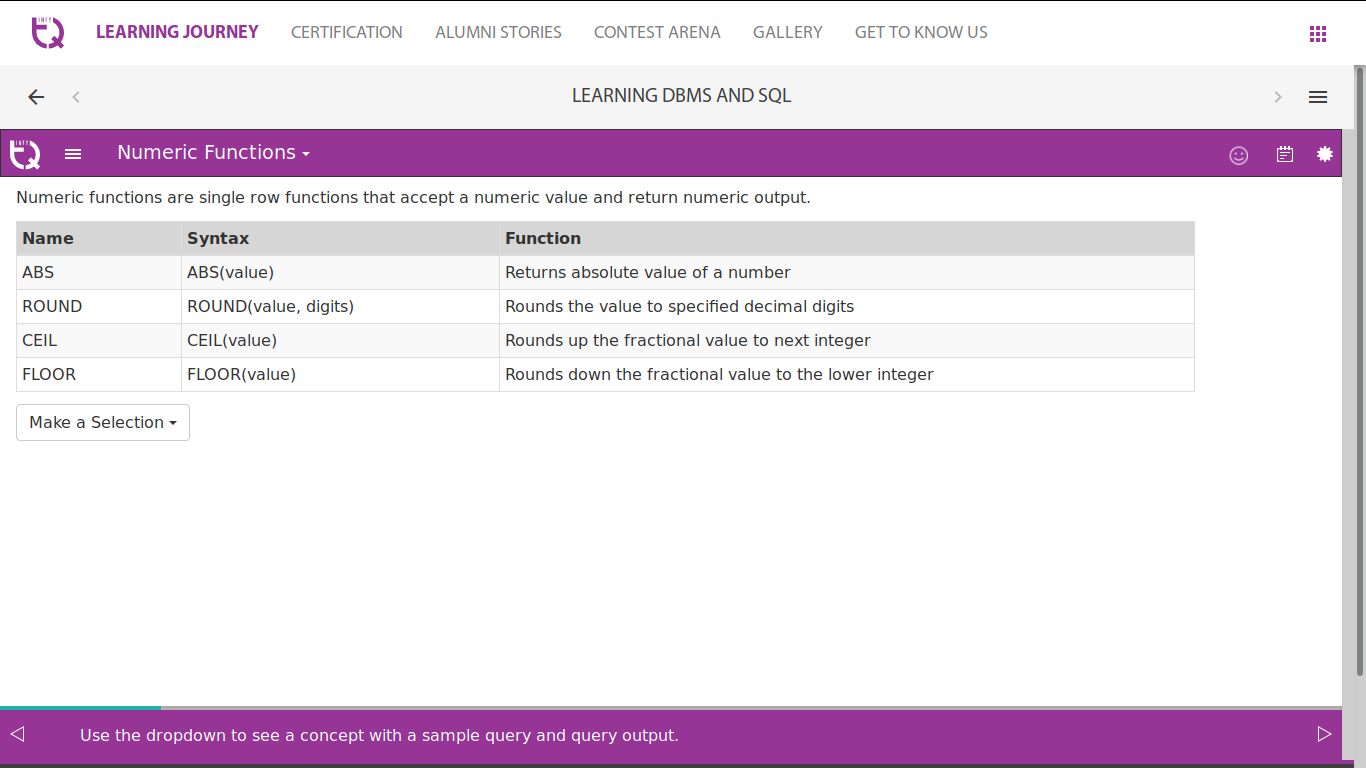 INFY
TQ
LEARNING JOURNEY CERTIFICATION ALUMNI STORIES CONTEST ARENA GALLERY GET TO KNOW US
LEARNING DBMS AND SQL
INFY
TQ
Numeric Functions
Numeric functions are single row functions that accept a numeric value and return numeric output.
Name Syntax Function
ABS ABS(value) Returns absolute value of a number
ROUND ROUND(value, digits) Rounds the value to specified decimal digits
CEIL CEIL(value) Rounds up the fractional value to next integer
FLOOR FLOOR(value) Rounds down the fractional value to the lower integer
Make a Selection
Use the dropdown to see a concept with a sample query and query output.